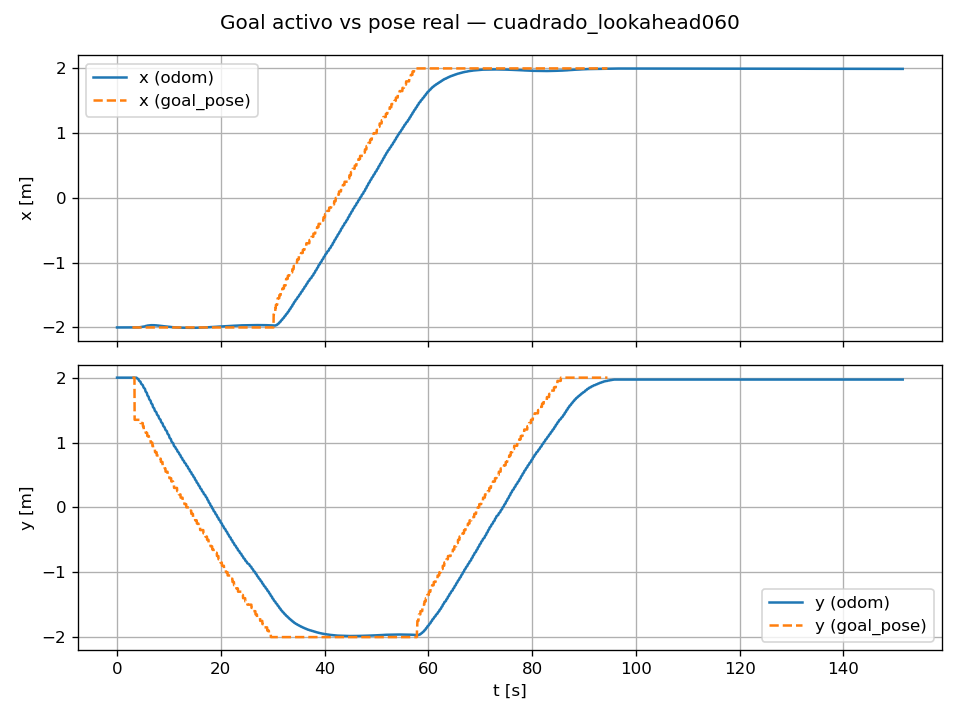 Goal activo vs pose real — cuadrado_lookahead060
x (odom)
x (goal_pose)
x [m]
2
1
0
−1
−2
y (odom)
y (goal_pose)
y [m]
2
1
0
−1
−2
0 20 40 60 80 100 120 140
t [s]